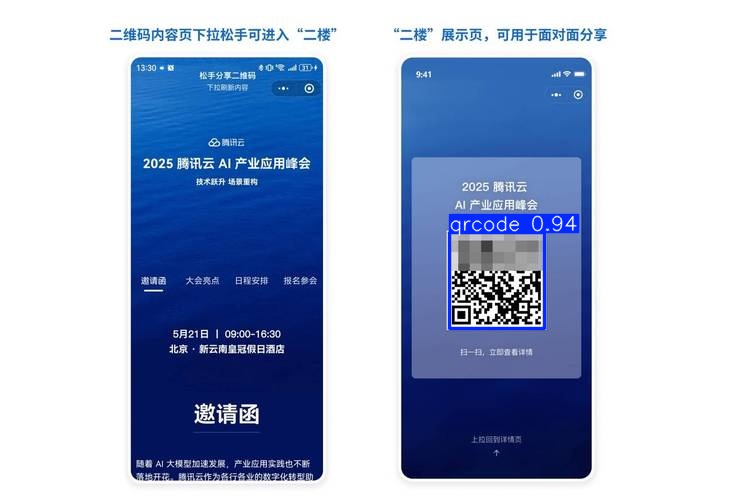 二维码内容页下拉松手可进入“二楼”
“二楼”展示页，可用于面对面分享
13:30
31
松手分享二维码
下拉刷新内容
腾讯云
2025 腾讯云 AI 产业应用峰会
技术跃升 场景重构
邀请函 大会亮点 日程安排 报名参会
5月21日 | 09:00-16:30
北京 · 新云南皇冠假日酒店
邀请函
随着 AI 大模型加速发展，产业应用实践也不断
落地开花。腾讯云作为各行各业的数字化转型助
9:41
2025 腾讯云
AI 产业应用峰会
qrcode 0.94
扫一扫，立即查看详情
上拉回到详情页